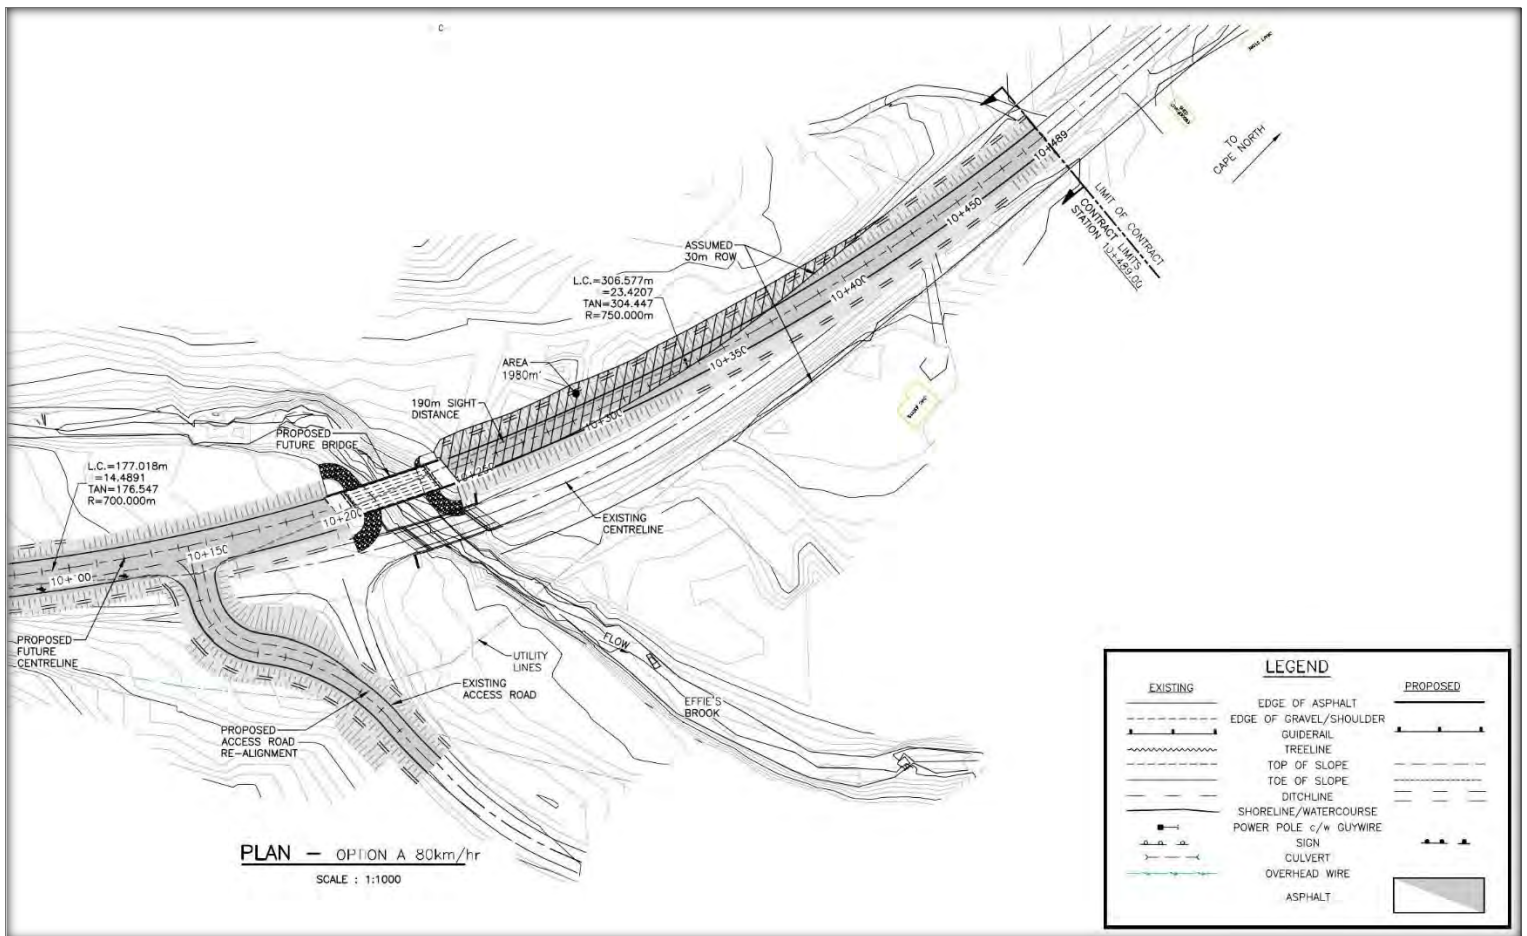 C
TO
CAPE NORTH
10+489
LIMIT OF CONTRACT
CONTRACT LIMITS
STATION 10+489.00
10+450
ASSUMED
30m ROW
L.C.=306.577m
=23.4207
TAN=304.447
R=750.000m
10+400
10+350
AREA
1980m²
190m SIGHT
DISTANCE
10+300
PROPOSED
FUTURE BRIDGE
10+250
L.C.=177.018m
=14.4891
TAN=176.547
R=700.000m
10+200
EXISTING
CENTRELINE
10+150
10+100
PROPOSED
FUTURE
CENTRELINE
FLOW
UTILITY
LINES
EXISTING
ACCESS ROAD
EFFIE'S
BROOK
PROPOSED
ACCESS ROAD
RE-ALIGNMENT
PLAN – OPTION A 80km/hr
SCALE : 1:1000
LEGEND
EXISTING PROPOSED
EDGE OF ASPHALT
EDGE OF GRAVEL/SHOULDER
GUIDERAIL
TREELINE
TOP OF SLOPE
TOE OF SLOPE
DITCHLINE
SHORELINE/WATERCOURSE
POWER POLE c/w GUYWIRE
SIGN
CULVERT
OVERHEAD WIRE
ASPHALT